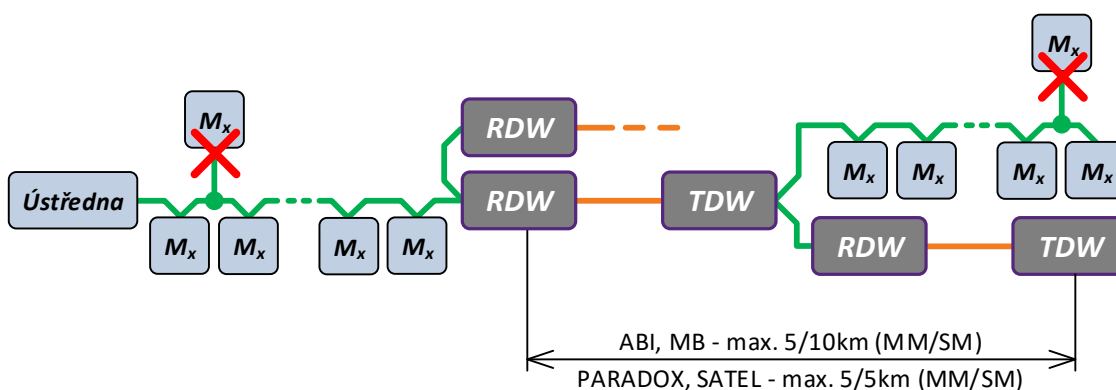 Mx
Mx
RDW
Ústředna
RDW
TDW
Mx
Mx
Mx
Mx
Mx
Mx
Mx
Mx
RDW
TDW
ABI, MB - max. 5/10km (MM/SM)
PARADOX, SATEL - max. 5/5km (MM/SM)